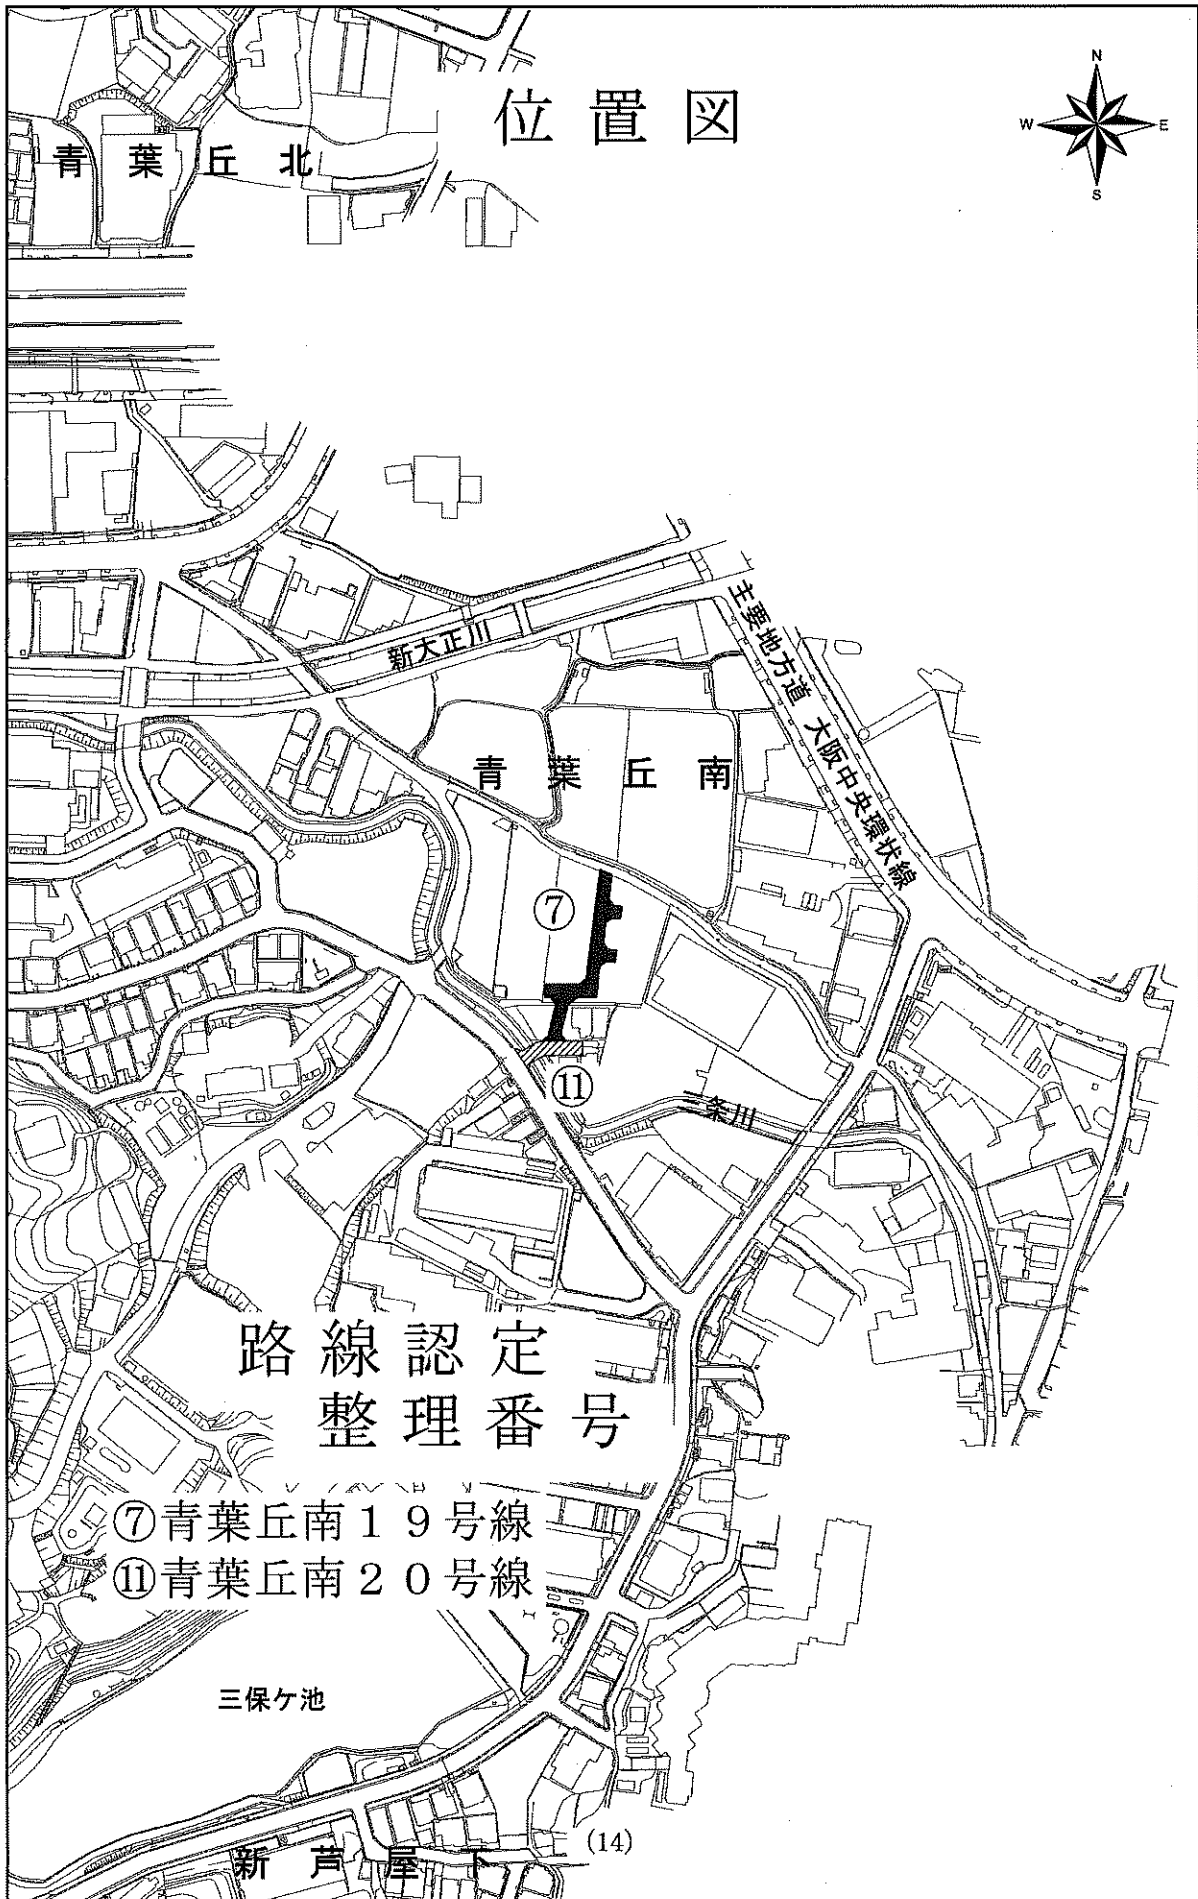 位置図
N
W
E
S
青葉丘北
新大正川
主要地方道 大阪中央環状線
青葉丘南
⑦
⑪
二条川
路線認定
整理番号
⑦青葉丘南19号線
⑪青葉丘南20号線
三保ケ池
(14)
新芦屋下